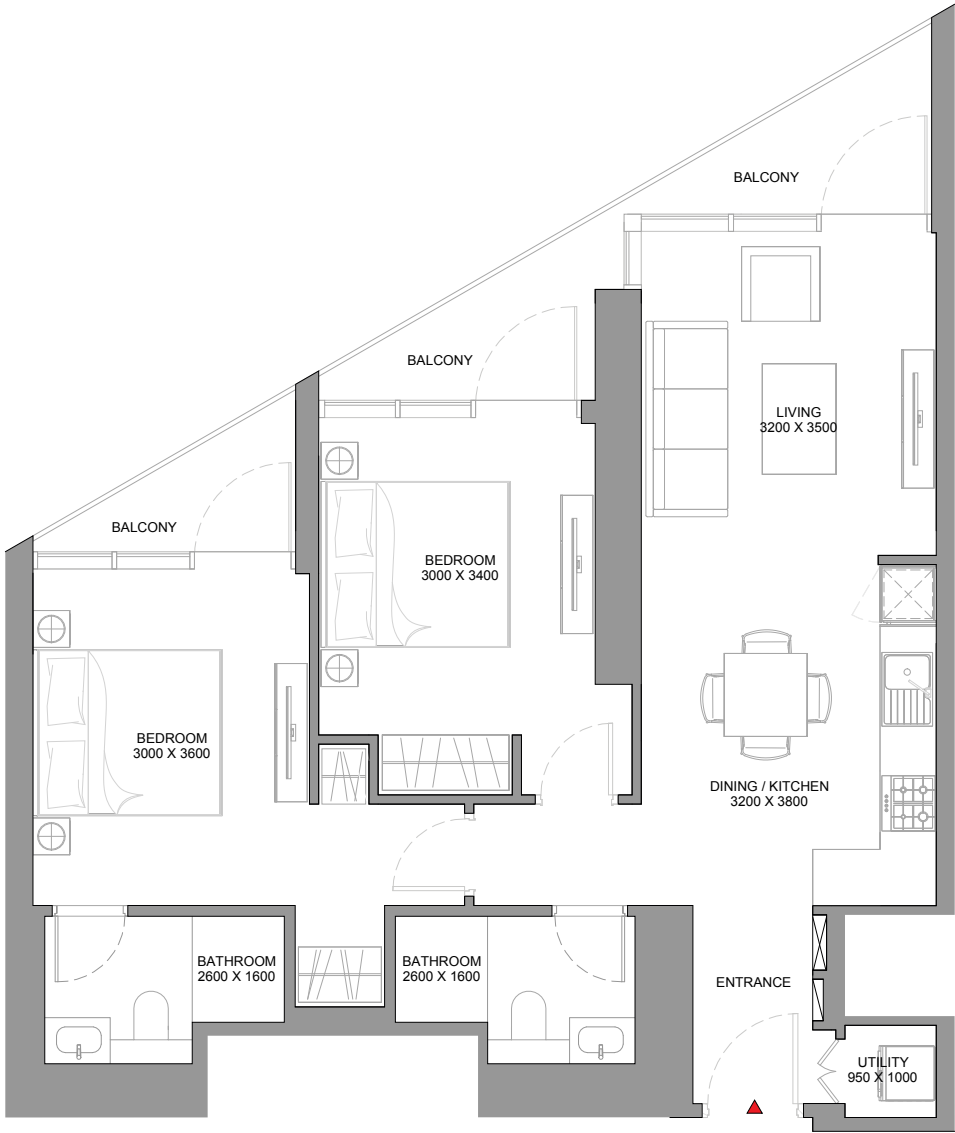 BALCONY
BALCONY
LIVING
3200 X 3500
BALCONY
BEDROOM
3000 X 3400
BEDROOM
3000 X 3600
DINING / KITCHEN
3200 X 3800
BATHROOM
2600 X 1600
BATHROOM
2600 X 1600
ENTRANCE
UTILITY
950 X 1000